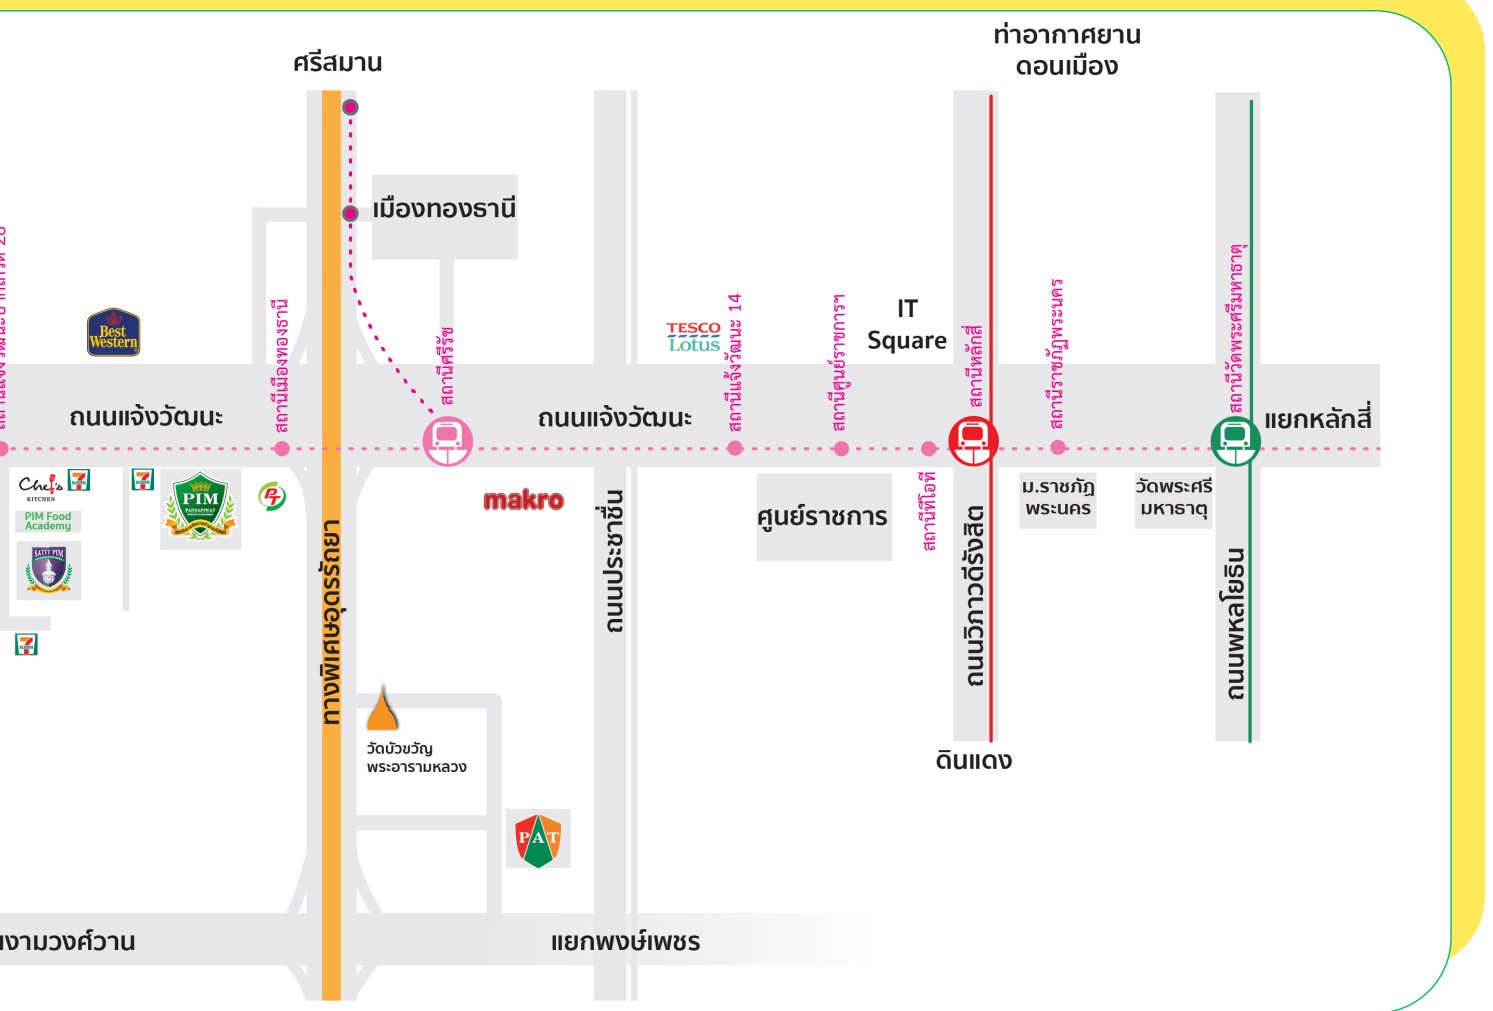 ท่าอากาศยาน
ดอนเมือง
ศรีสมาน
เมืองทองธานี
Best
Western
สถานีเมืองทองธานี
สถานีศรีรัช
TESCO
Lotus
สถานีแจ้งวัฒนะ 14
สถานีศูนย์ราชการฯ
IT
Square
สถานีหลักสี่
สถานีราชภัฏพระนคร
สถานีวัดพระศรีมหาธาตุ
ถนนแจ้งวัฒนะ
ถนนแจ้งวัฒนะ
แยกหลักสี่
Chef's
KITCHEN
7
ELEVEN
7
ELEVEN
PIM
PANYAPIWAT
PT
makro
PIM Food
Academy
SATIT PIM
7
ELEVEN
ทางพิเศษอุดรรัถยา
ถนนประชาชื่น
ศูนย์ราชการ
สถานีทีโอที
ถนนวิภาวดีรังสิต
ม.ราชภัฏ
พระนคร
วัดพระศรี
มหาธาตุ
ถนนพหลโยธิน
วัดบัวขวัญ
พระอารามหลวง
ดินแดง
PAT
งามวงศ์วาน
แยกพงษ์เพชร